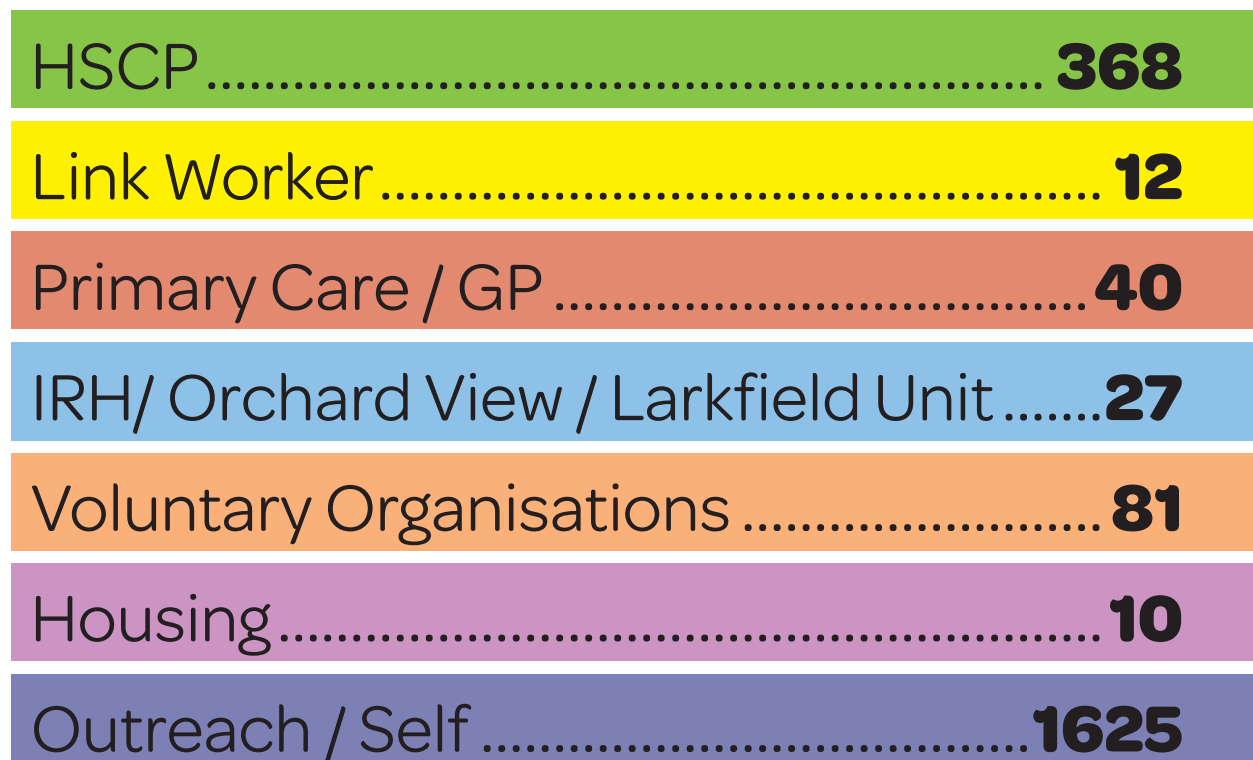 HSCP 368
Link Worker 12
Primary Care / GP 40
IRH/ Orchard View / Larkfield Unit 27
Voluntary Organisations 81
Housing 10
Outreach / Self 1625